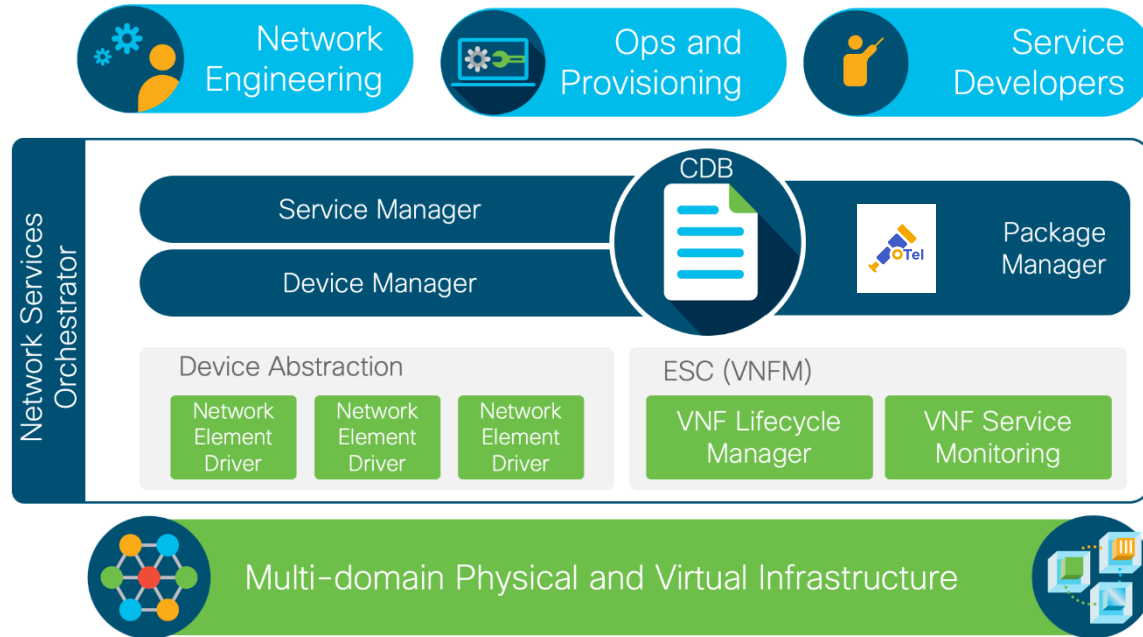 Network
Engineering
Ops and
Provisioning
Service
Developers
Network Services
Orchestrator
CDB
Service Manager
Device Manager
OTel
Package
Manager
Device Abstraction
Network
Element
Driver
Network
Element
Driver
Network
Element
Driver
ESC (VNFM)
VNF Lifecycle
Manager
VNF Service
Monitoring
Multi-domain Physical and Virtual Infrastructure